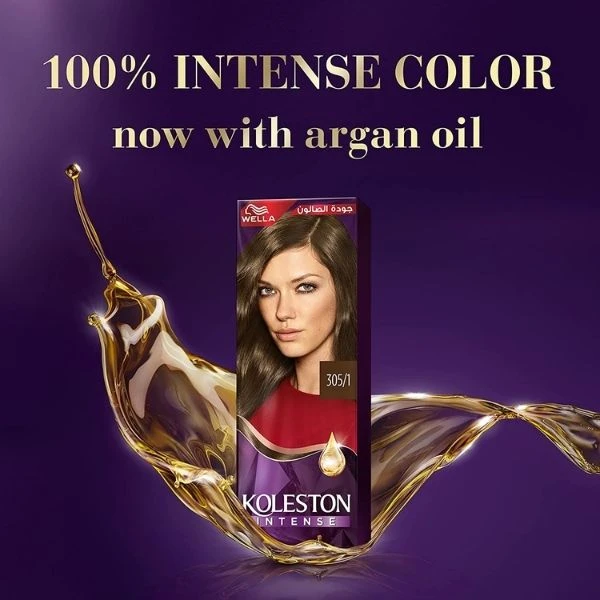 100% INTENSE COLOR
now with argan oil
WELLA
جودة الصالون
305/1
KOLESTON
INTENSE